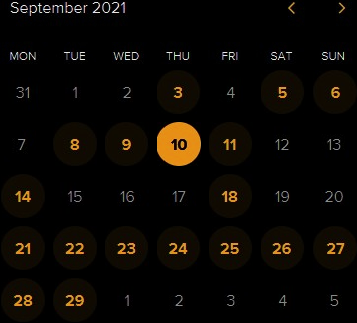 September 2021
MON TUE WED THU FRI SAT SUN
31 1 2 3 4 5 6
7 8 9 10 11 12 13
14 15 16 17 18 19 20
21 22 23 24 25 26 27
28 29 1 2 3 4 5